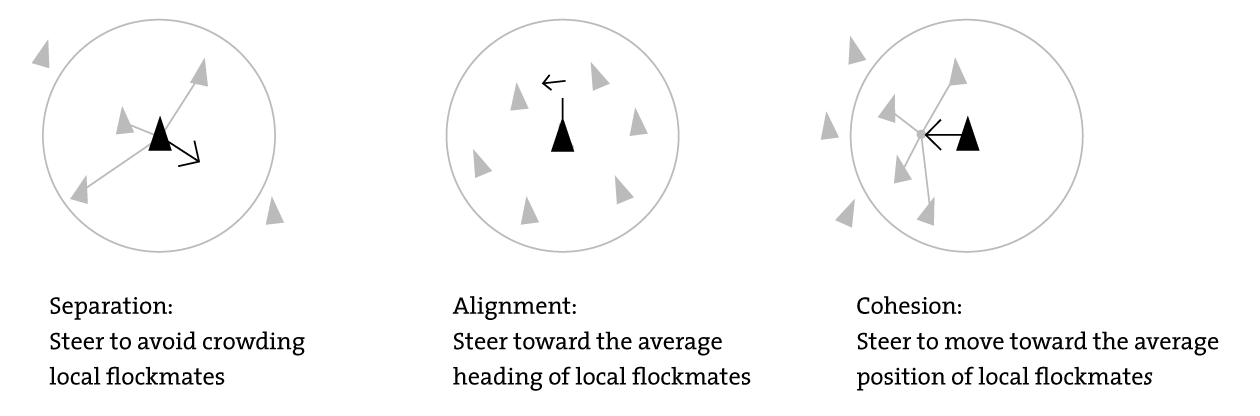 Separation:
Steer to avoid crowding
local flockmates
Alignment:
Steer toward the average
heading of local flockmates
Cohesion:
Steer to move toward the average
position of local flockmates